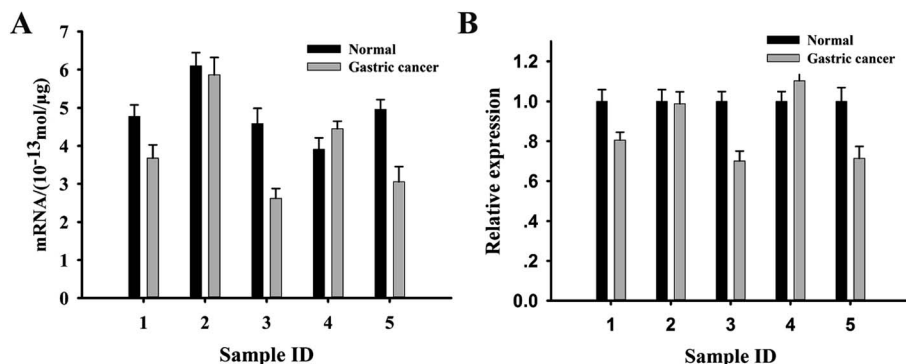 A
mRNA/(10⁻¹³mol/μg)
7
6
5
4
3
2
1
0
Normal
Gastric cancer
1 2 3 4 5
Sample ID
B
Relative expression
1.2
1.0
.8
.6
.4
.2
0.0
Normal
Gastric cancer
1 2 3 4 5
Sample ID